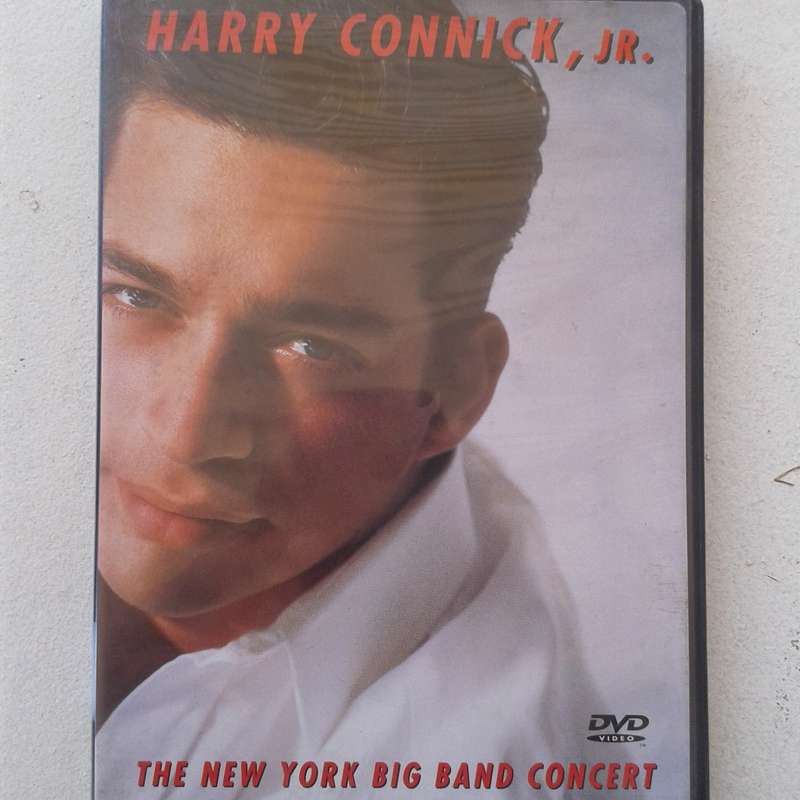 HARRY CONNICK, JR.
DVD
VIDEO
THE NEW YORK BIG BAND CONCERT